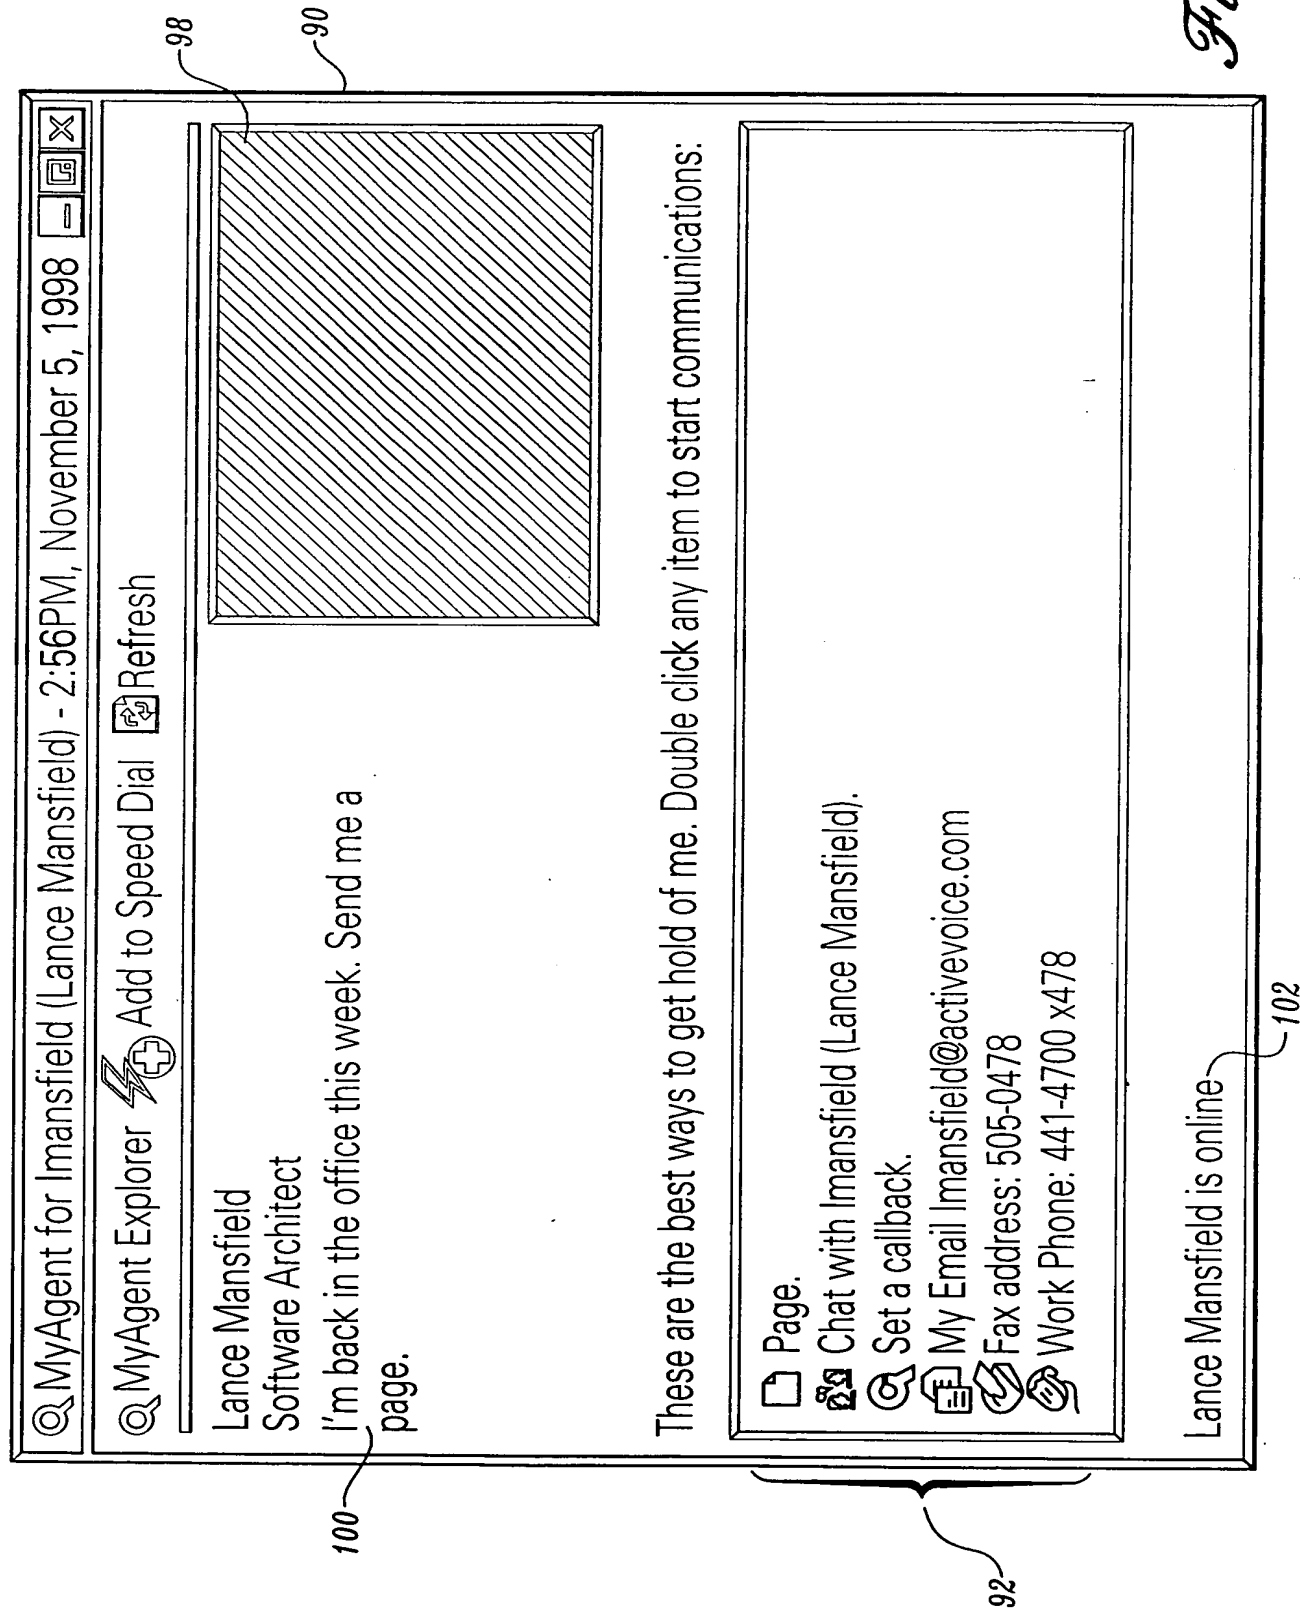 MyAgent for lmansfield (Lance Mansfield) - 2:56PM, November 5, 1998
MyAgent Explorer Add to Speed Dial Refresh
98
90
Lance Mansfield
Software Architect
I'm back in the office this week. Send me a
page.
100
These are the best ways to get hold of me. Double click any item to start communications:
Page.
Chat with lmansfield (Lance Mansfield).
Set a callback.
My Email lmansfield@activevoice.com
Fax address: 505-0478
Work Phone: 441-4700 x478
92
Lance Mansfield is online
102